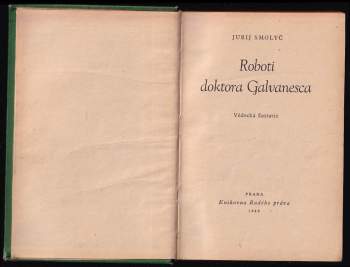 JURIJ SMOLYČ
Roboti
doktora Galvanesca
Vědecká fantasie
PRAHA
Knihovna Rudého práva